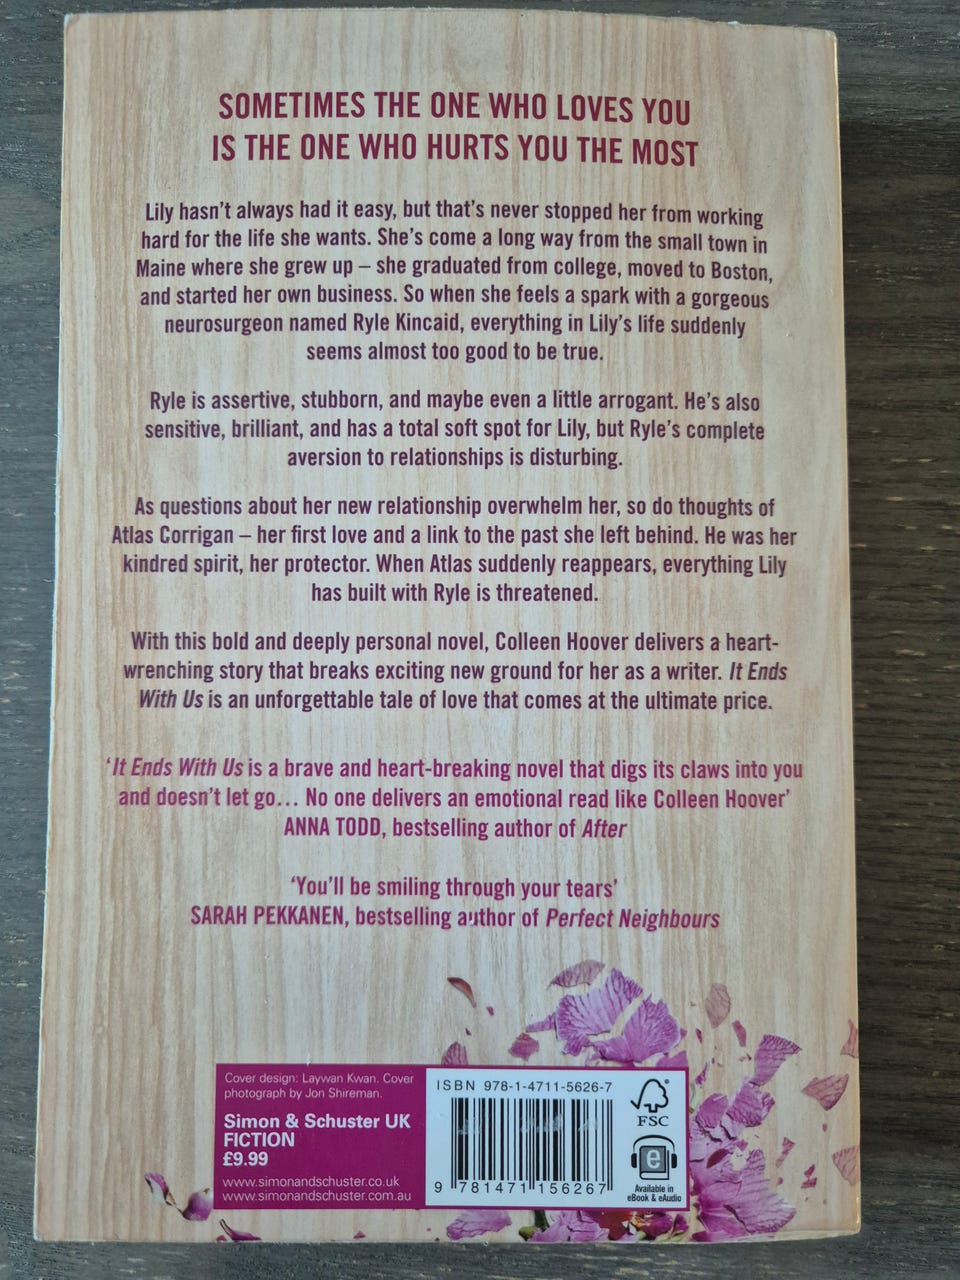 SOMETIMES THE ONE WHO LOVES YOU
IS THE ONE WHO HURTS YOU THE MOST
Lily hasn't always had it easy, but that's never stopped her from working
hard for the life she wants. She's come a long way from the small town in
Maine where she grew up – she graduated from college, moved to Boston,
and started her own business. So when she feels a spark with a gorgeous
neurosurgeon named Ryle Kincaid, everything in Lily's life suddenly
seems almost too good to be true.
Ryle is assertive, stubborn, and maybe even a little arrogant. He's also
sensitive, brilliant, and has a total soft spot for Lily, but Ryle's complete
aversion to relationships is disturbing.
As questions about her new relationship overwhelm her, so do thoughts of
Atlas Corrigan – her first love and a link to the past she left behind. He was her
kindred spirit, her protector. When Atlas suddenly reappears, everything Lily
has built with Ryle is threatened.
With this bold and deeply personal novel, Colleen Hoover delivers a heart-
wrenching story that breaks exciting new ground for her as a writer. It Ends
With Us is an unforgettable tale of love that comes at the ultimate price.
'It Ends With Us is a brave and heart-breaking novel that digs its claws into you
and doesn't let go… No one delivers an emotional read like Colleen Hoover'
ANNA TODD, bestselling author of After
'You'll be smiling through your tears'
SARAH PEKKANEN, bestselling author of Perfect Neighbours
Cover design: Laywan Kwan. Cover
photograph by Jon Shireman.
Simon & Schuster UK
FICTION
£9.99
www.simonandschuster.co.uk
www.simonandschuster.com.au
ISBN 978-1-4711-5626-7
9 781471 156267
FSC
e
Available in
eBook & eAudio